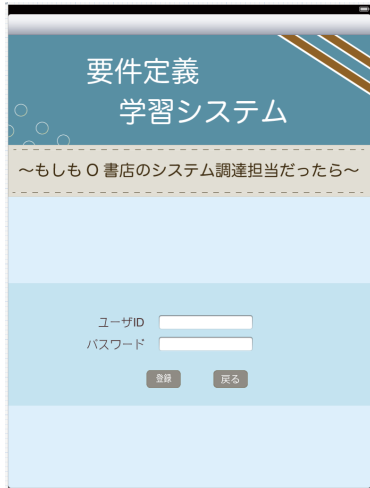 要件定義
学習システム
～もしもO書店のシステム調達担当だったら～
ユーザID
パスワード
登録 戻る